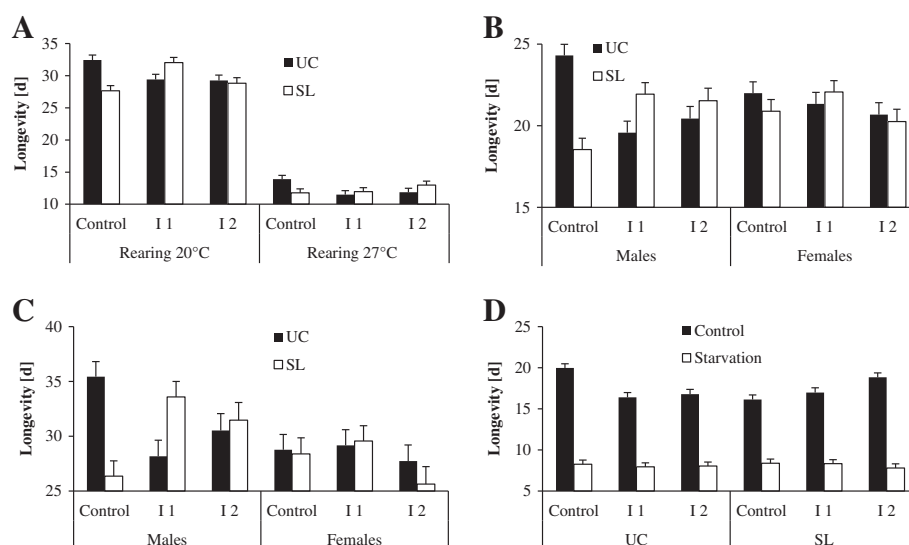 A
35
30
25
20
15
10
Longevity [d]
UC
SL
Control I 1 I 2 Control I 1 I 2
Rearing 20°C Rearing 27°C
B
25
20
15
Longevity [d]
UC
SL
Control I 1 I 2 Control I 1 I 2
Males Females
C
40
35
30
25
Longevity [d]
UC
SL
Control I 1 I 2 Control I 1 I 2
Males Females
D
25
20
15
10
5
Longevity [d]
Control
Starvation
Control I 1 I 2 Control I 1 I 2
UC SL